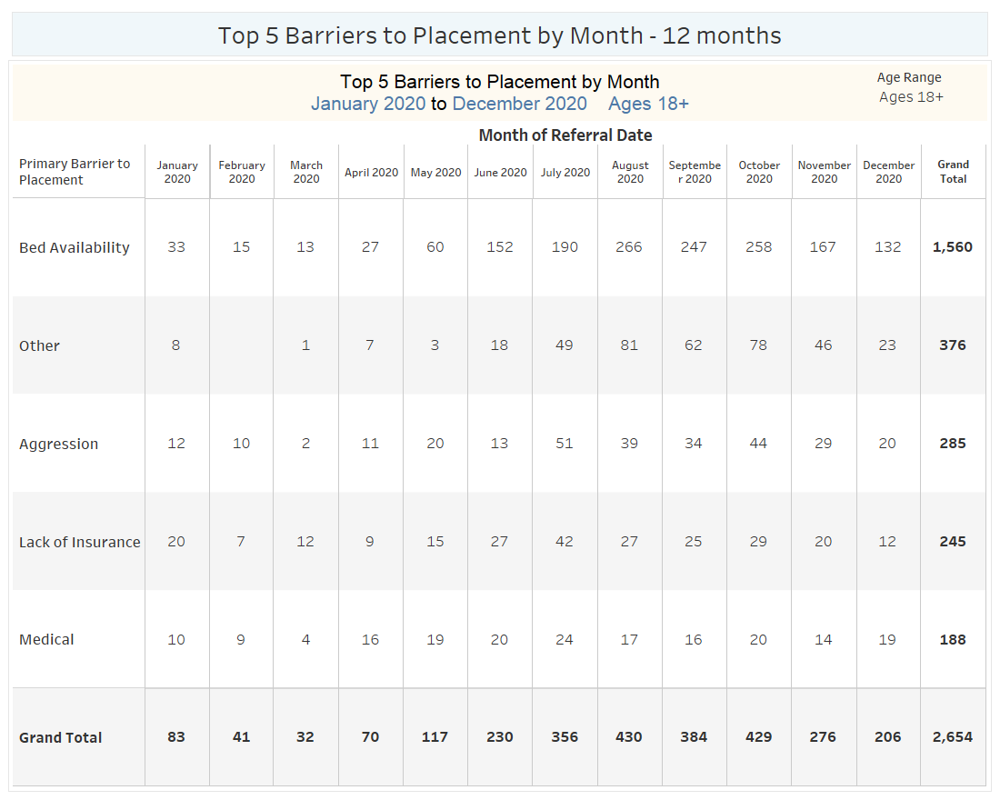 Top 5 Barriers to Placement by Month - 12 months
Top 5 Barriers to Placement by Month
January 2020 to December 2020 Ages 18+
Age Range
Ages 18+
Month of Referral Date
Primary Barrier to
Placement
January
2020
February
2020
March
2020
April 2020
May 2020
June 2020
July 2020
August
2020
Septembe
r 2020
October
2020
November
2020
December
2020
Grand
Total
Bed Availability 33 15 13 27 60 152 190 266 247 258 167 132 1,560
Other 8 1 7 3 18 49 81 62 78 46 23 376
Aggression 12 10 2 11 20 13 51 39 34 44 29 20 285
Lack of Insurance 20 7 12 9 15 27 42 27 25 29 20 12 245
Medical 10 9 4 16 19 20 24 17 16 20 14 19 188
Grand Total 83 41 32 70 117 230 356 430 384 429 276 206 2,654